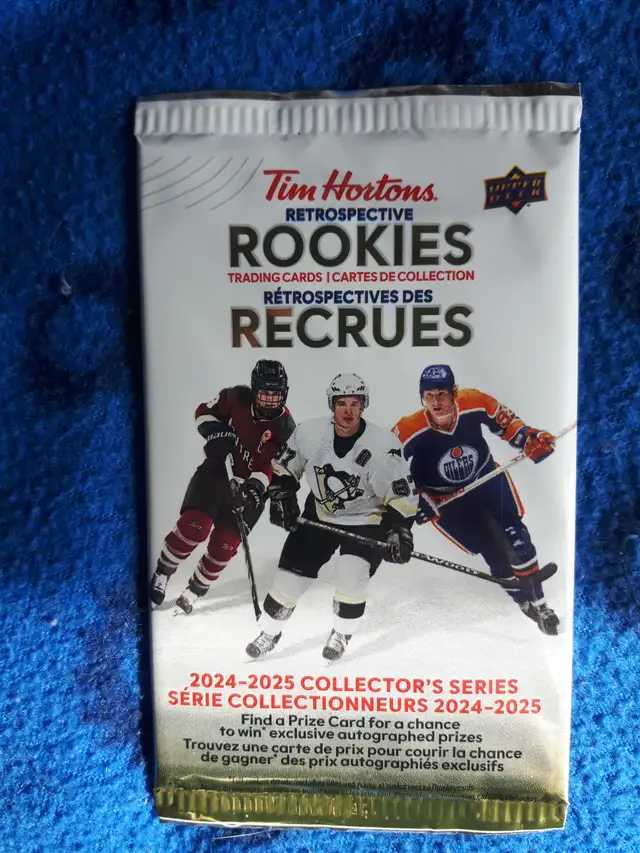 Tim Hortons.
UPPER DECK
RETROSPECTIVE
ROOKIES
TRADING CARDS | CARTES DE COLLECTION
RÉTROSPECTIVES DES
RECRUES
BAUER
OILERS
2024-2025 COLLECTOR'S SERIES
SÉRIE COLLECTIONNEURS 2024-2025
Find a Prize Card for a chance
to win* exclusive autographed prizes
Trouvez une carte de prix pour courir la chance
de gagner* des prix autographiés exclusifs